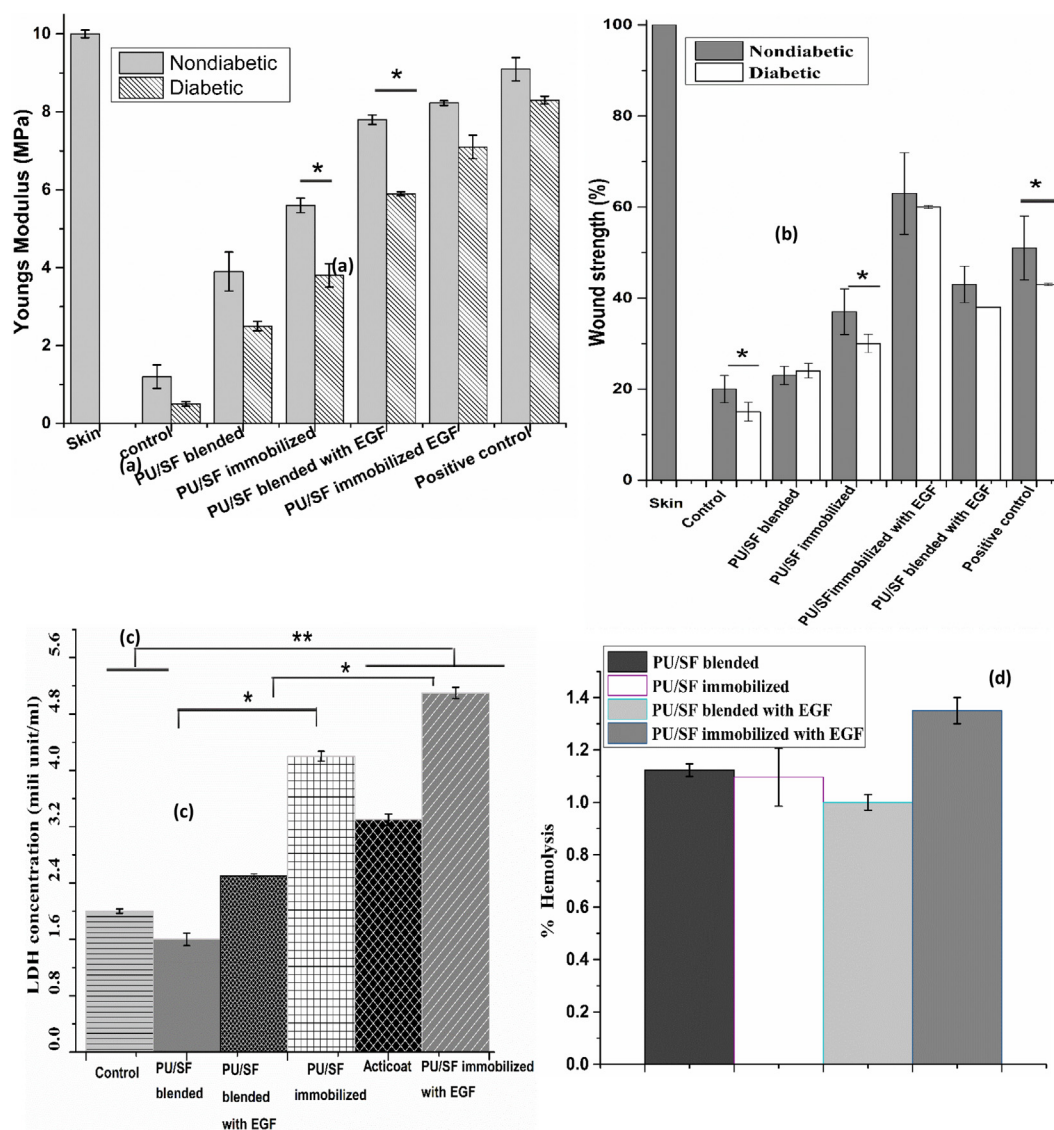 10
8
6
4
2
0
Youngs Modulus (MPa)
Nondiabetic
Diabetic
*
*
(a)
Skin
control
(a)
PU/SF blended
PU/SF immobilized
PU/SF blended with EGF
PU/SF immobilized EGF
Positive control
100
80
60
40
20
0
Wound strength (%)
Nondiabetic
Diabetic
(b)
*
*
*
Skin
Control
PU/SF blended
PU/SF immobilized
PU/SFimmobilized with EGF
PU/SF blended with EGF
Positive control
5.6
4.8
4.0
3.2
2.4
1.6
0.8
0.0
LDH concentration (mili unit/ml)
(c)
**
*
*
(c)
Control
PU/SF
blended
PU/SF
blended
with EGF
PU/SF
immobilized
Acticoat
PU/SF immobilized
with EGF
PU/SF blended
PU/SF immobilized
PU/SF blended with EGF
PU/SF immobilized with EGF
(d)
1.4
1.2
1.0
0.8
0.6
0.4
0.2
0.0
% Hemolysis